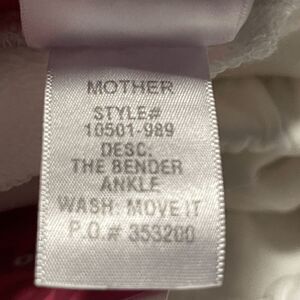 MOTHER
STYLE#
10501-989
DESC.
THE BENDER
ANKLE
WASH: MOVE IT
P.O.# 353200